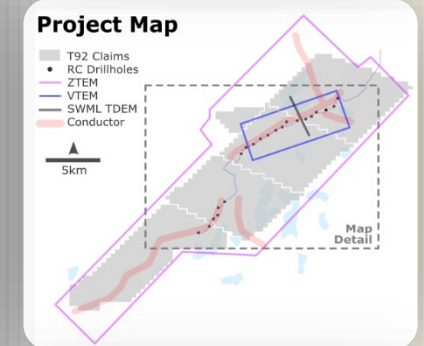 Project Map
T92 Claims
RC Drillholes
ZTEM
VTEM
SWML TDEM
Conductor
5km
Map
Detail